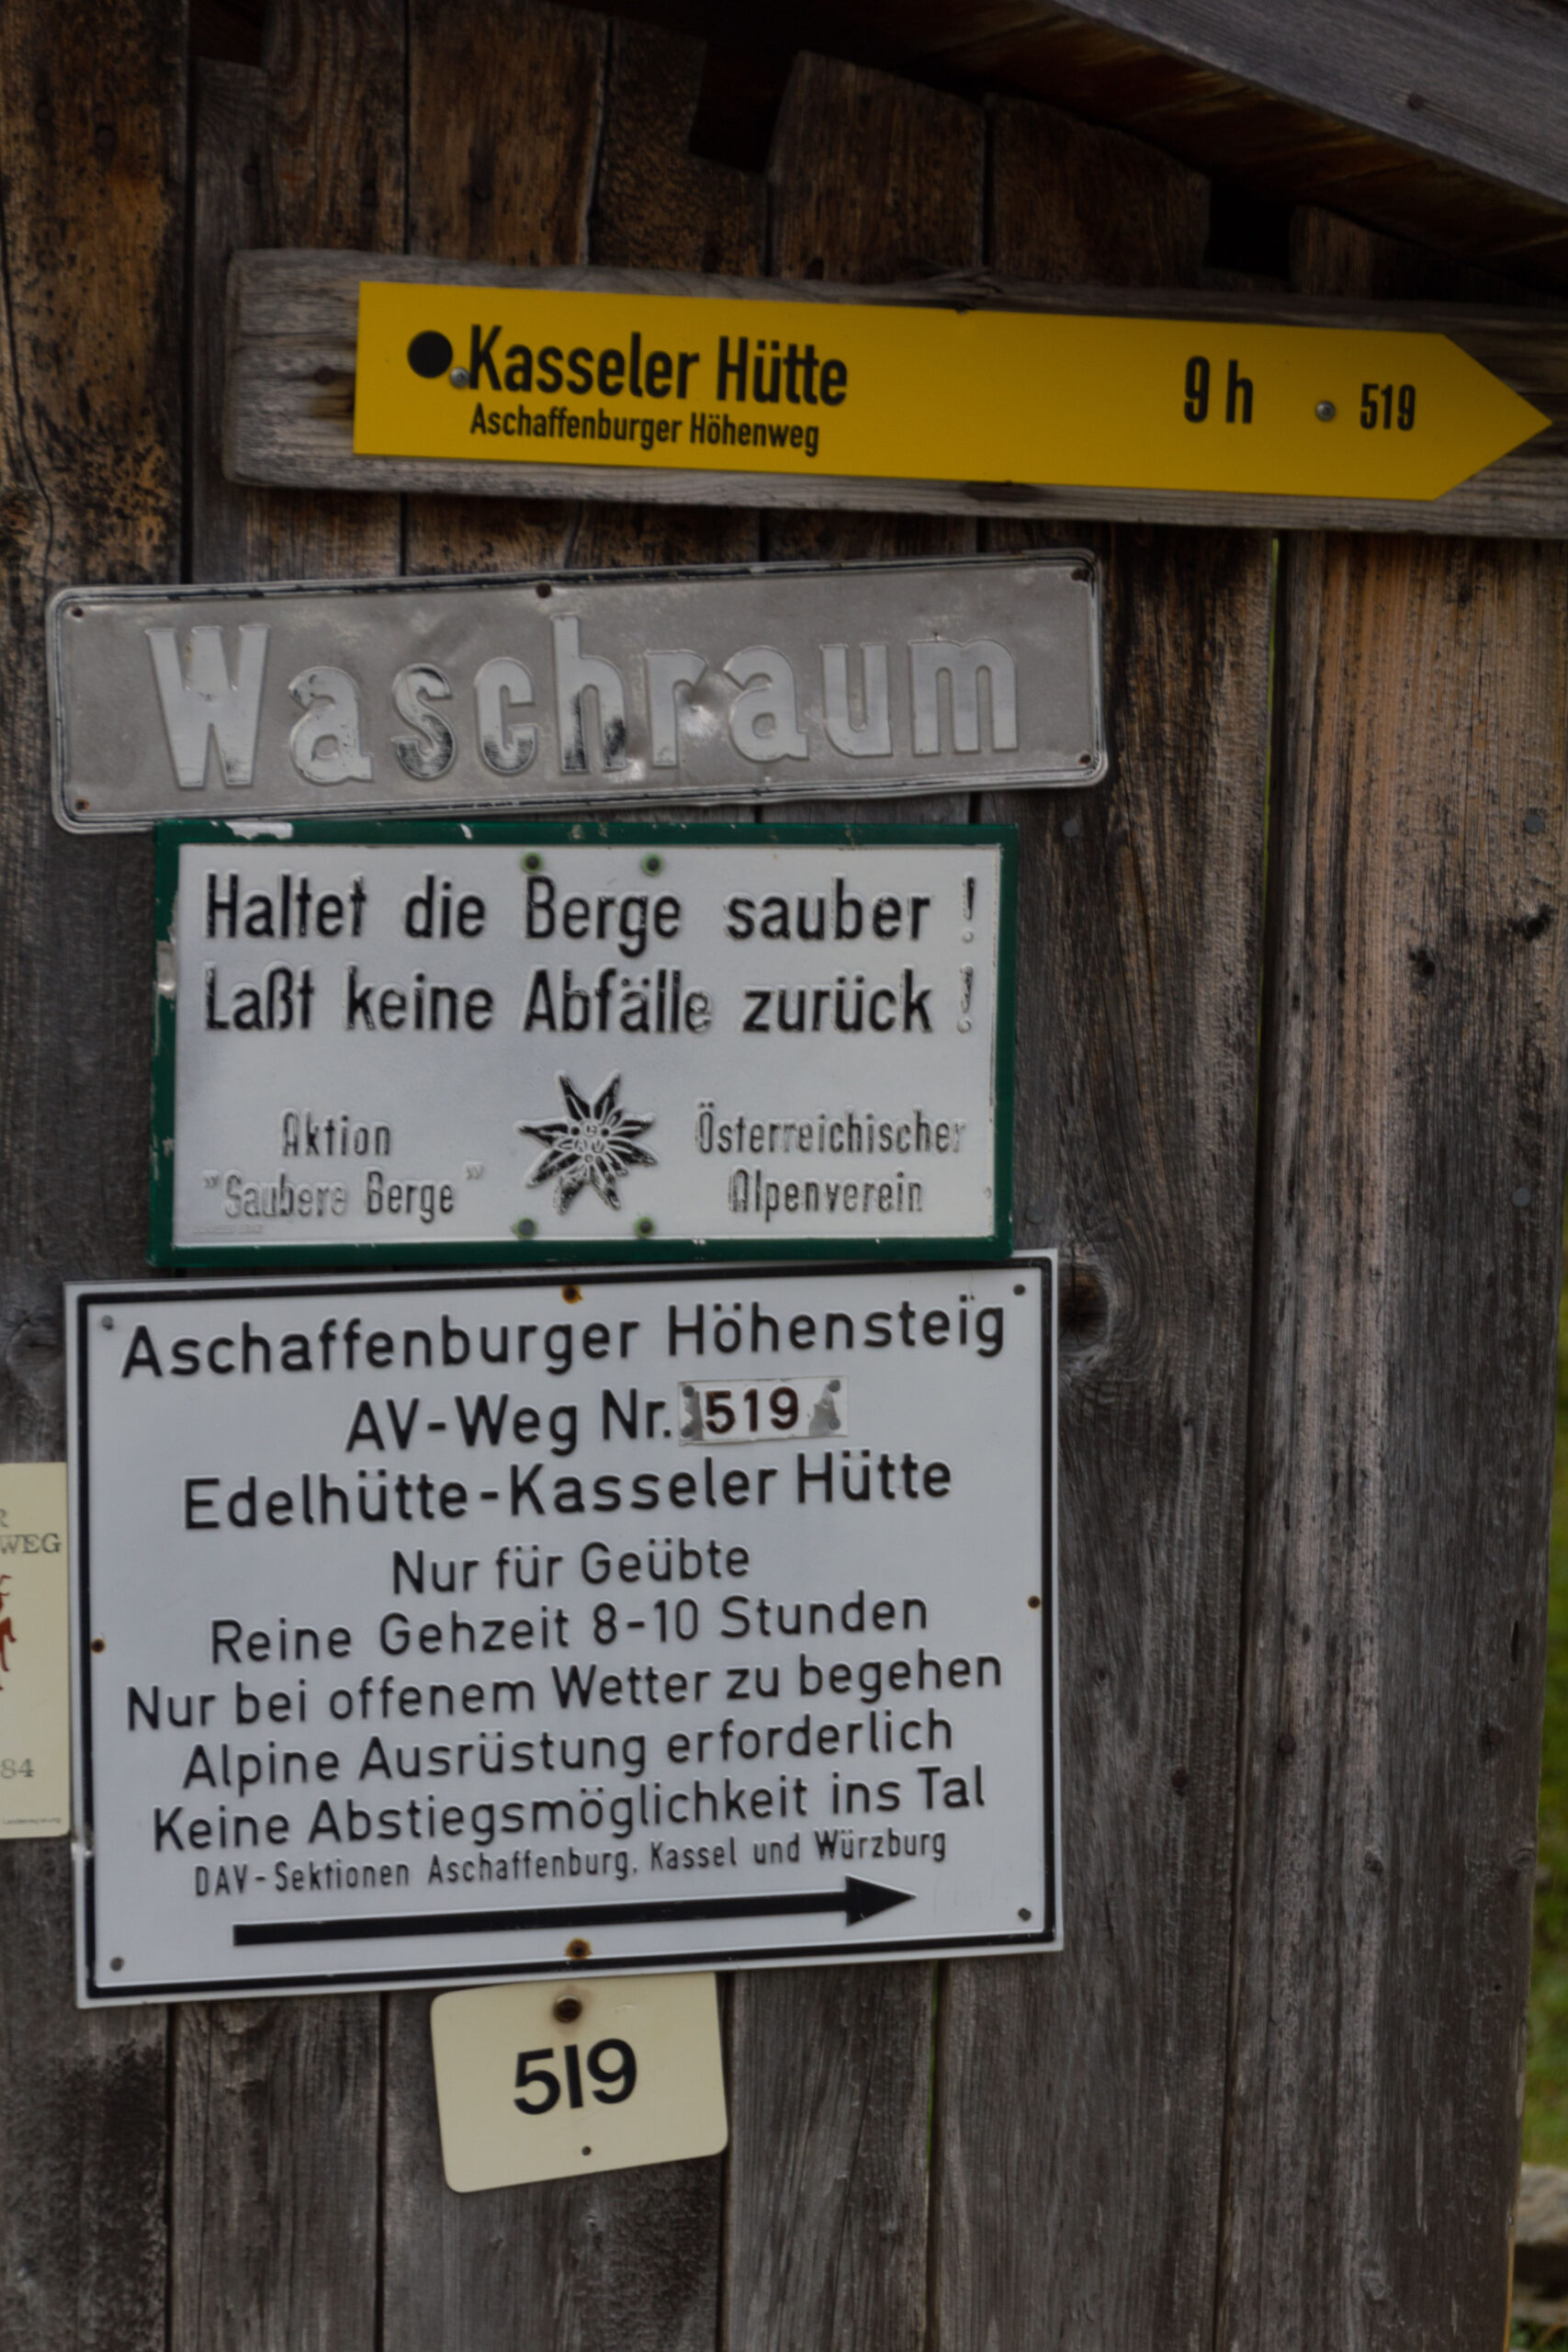 Kasseler Hütte 9 h 519
Aschaffenburger Höhenweg
Waschraum
Haltet die Berge sauber !
Laßt keine Abfälle zurück !
Aktion
"Saubere Berge"
Österreichischer
Alpenverein
Aschaffenburger Höhensteig
AV-Weg Nr. 519
Edelhütte-Kasseler Hütte
Nur für Geübte
Reine Gehzeit 8-10 Stunden
Nur bei offenem Wetter zu begehen
Alpine Ausrüstung erforderlich
Keine Abstiegsmöglichkeit ins Tal
DAV-Sektionen Aschaffenburg, Kassel und Würzburg
WEG
84
519